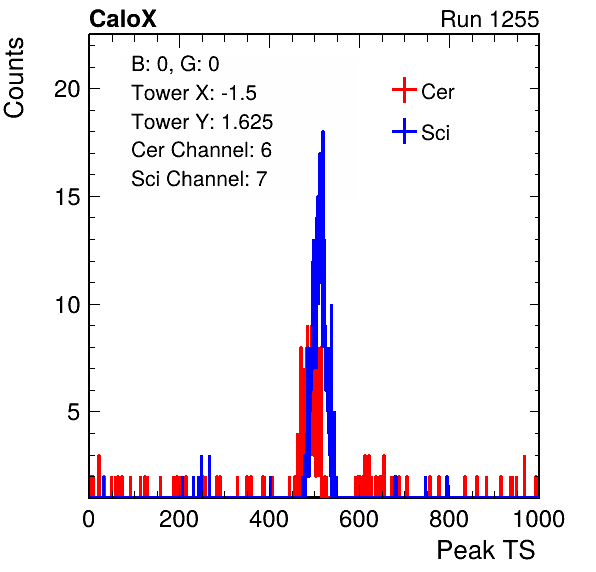 CaloX Run 1255
Counts
B: 0, G: 0
Tower X: -1.5
Tower Y: 1.625
Cer Channel: 6
Sci Channel: 7
Cer
Sci
20
15
10
5
0 200 400 600 800 1000
Peak TS